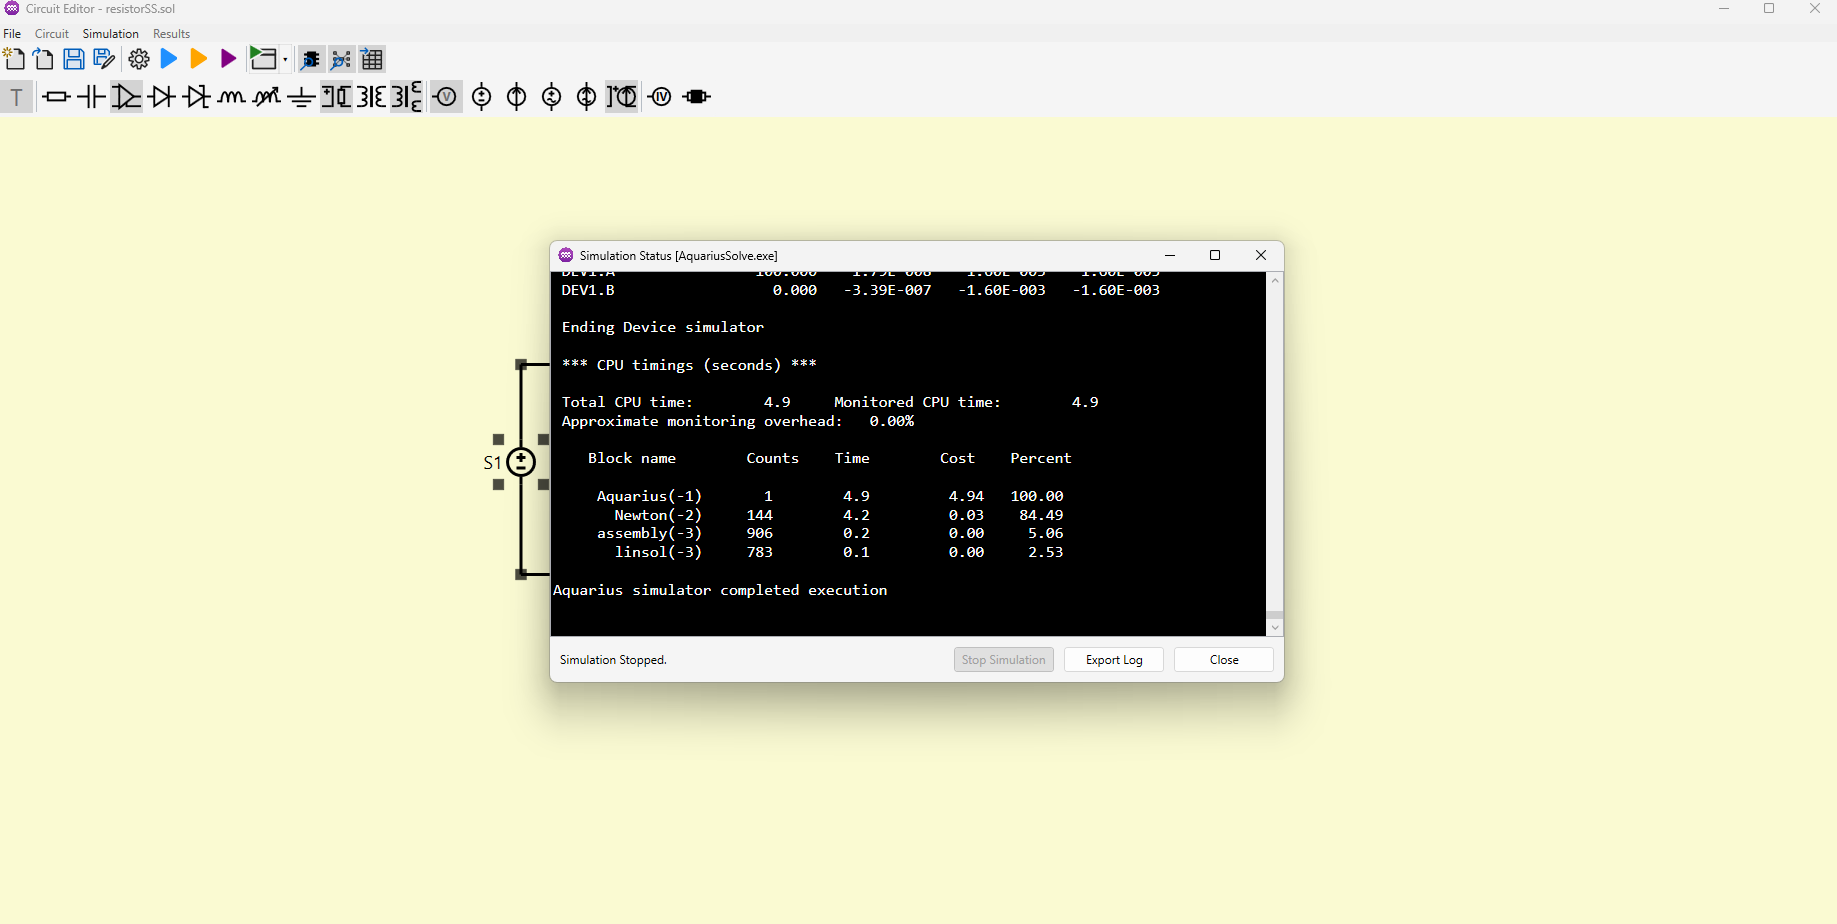 Circuit Editor - resistorSS.sol
File Circuit Simulation Results
T V IV
Simulation Status [AquariusSolve.exe]
DEV1.A 100.000
DEV1.B 0.000 -3.39E-007 -1.60E-003 -1.60E-003
Ending Device simulator
*** CPU timings (seconds) ***
Total CPU time: 4.9 Monitored CPU time: 4.9
Approximate monitoring overhead: 0.00%
Block name Counts Time Cost Percent
Aquarius(-1) 1 4.9 4.94 100.00
Newton(-2) 144 4.2 0.03 84.49
assembly(-3) 906 0.2 0.00 5.06
linsol(-3) 783 0.1 0.00 2.53
Aquarius simulator completed execution
S1
Simulation Stopped. Stop Simulation Export Log Close